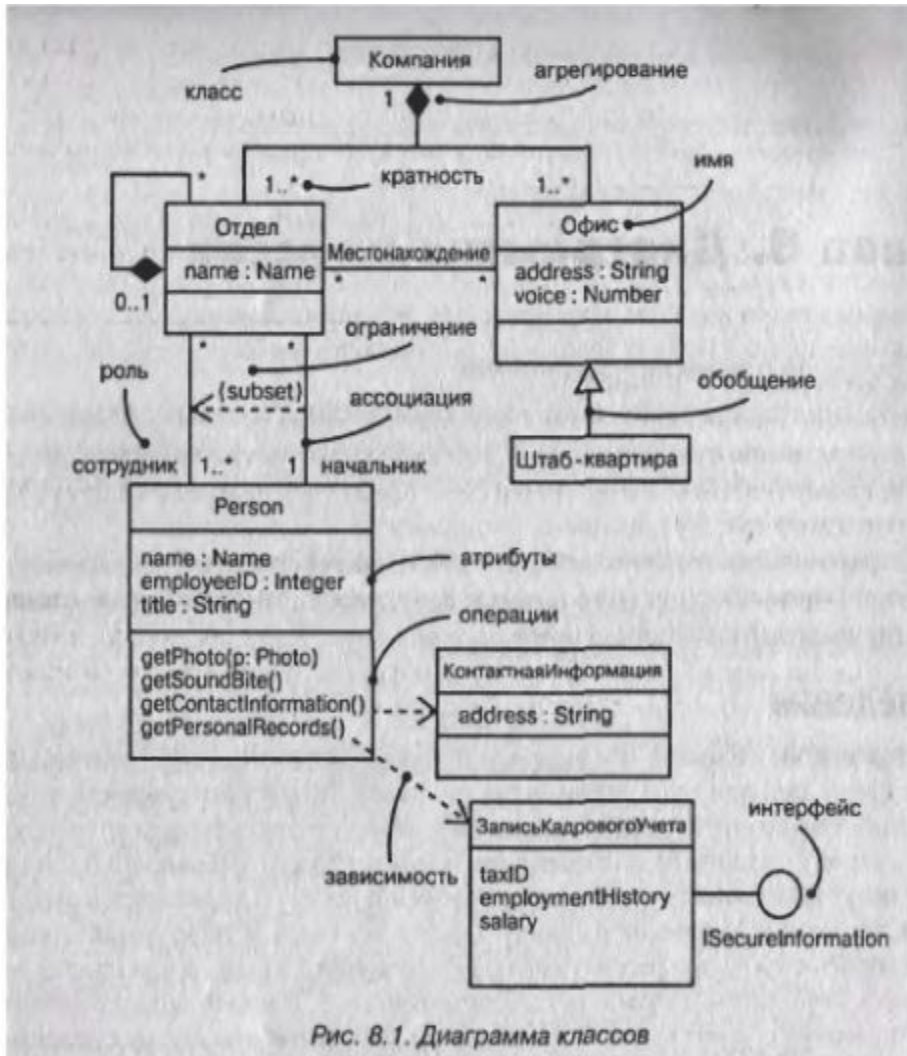 Компания
класс
1
агрегирование
1..*
кратность
1..*
имя
*
Отдел
Офис
name : Name
Местонахождение
address : String
voice : Number
*
*
0..1
*
*
ограничение
роль
{subset}
ассоциация
обобщение
сотрудник
1..*
1
начальник
Штаб-квартира
Person
name : Name
employeeID : Integer
title : String
атрибуты
операции
getPhoto(p: Photo)
getSoundBite()
getContactInformation()
getPersonalRecords()
КонтактнаяИнформация
address : String
ЗаписьКадровогоУчета
интерфейс
зависимость
taxID
employmentHistory
salary
ISecureInformation
Рис. 8.1. Диаграмма классов